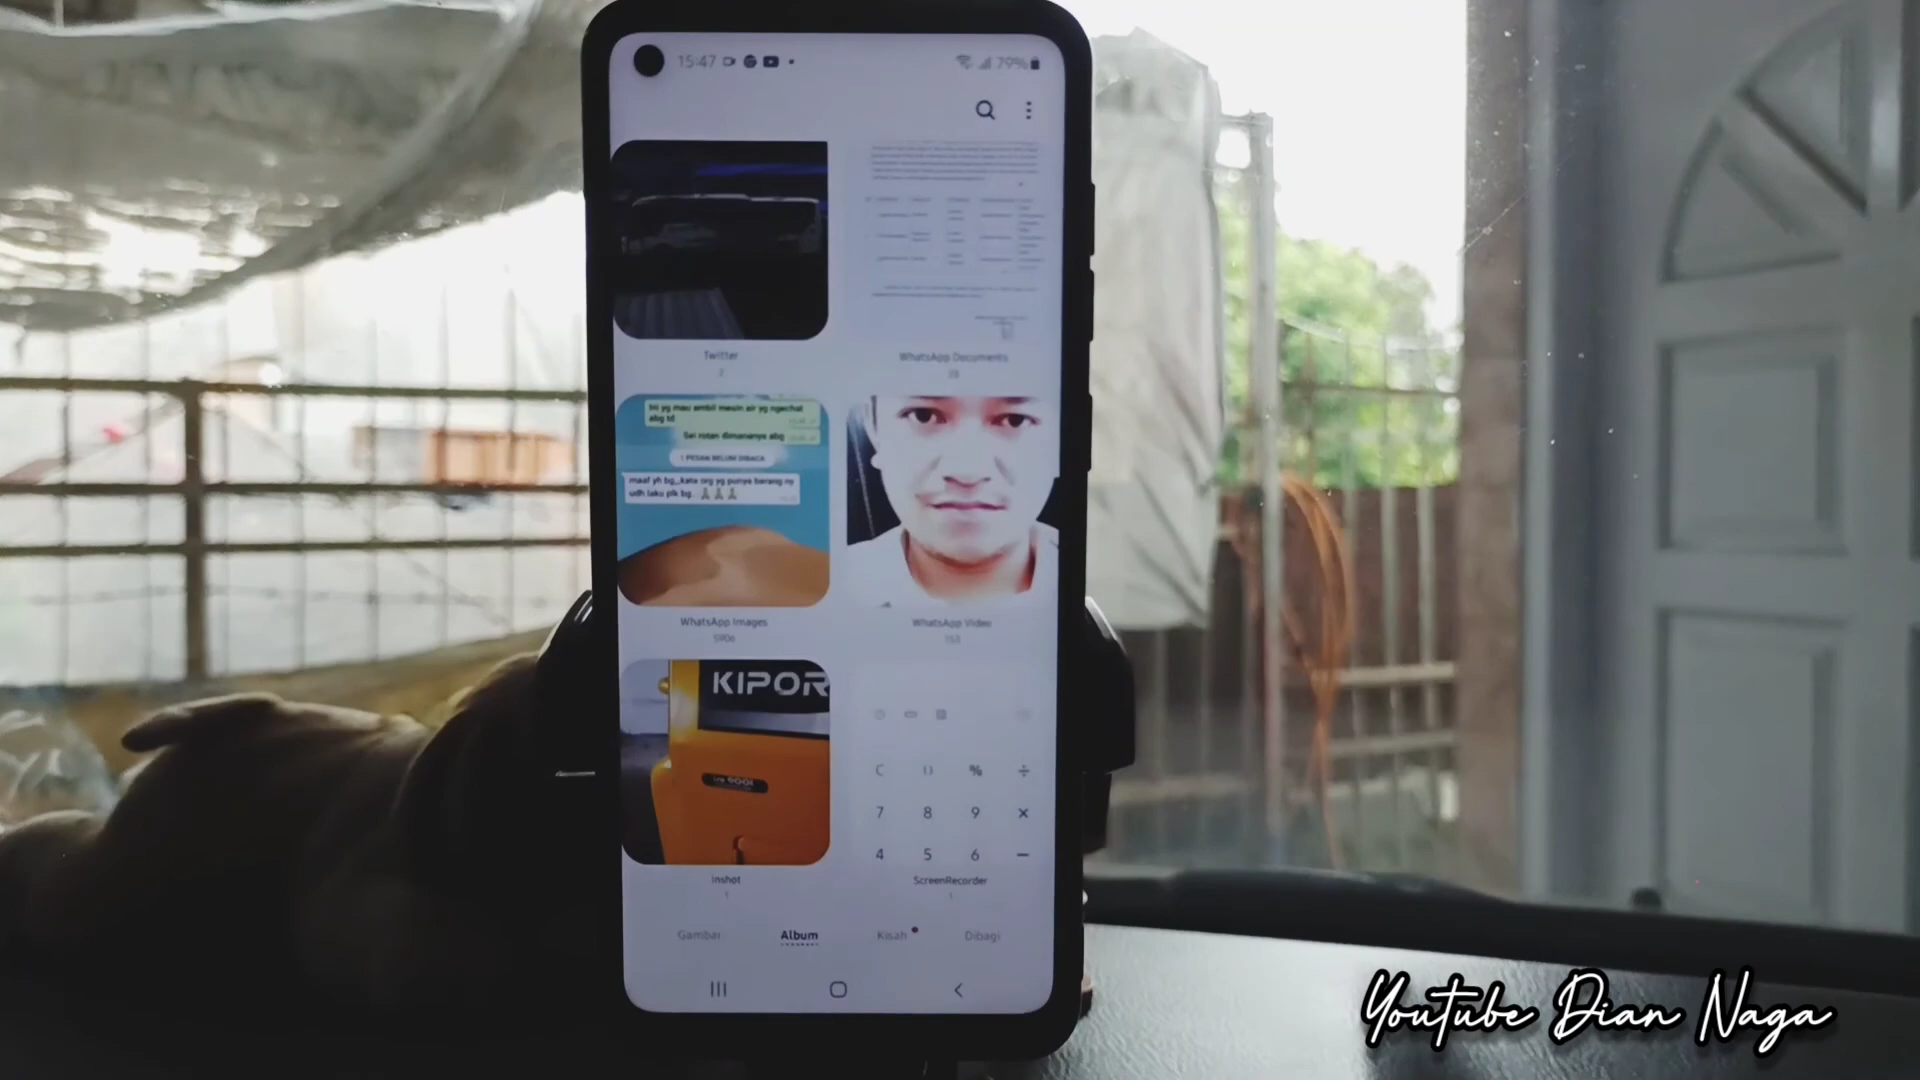 15:47
79%
Twitter
WhatsApp Documents
Ini yg mau ambil mesin air yg ngechat
abg td
Sei rotan dimananya abg
1 PESAN BELUM DIBACA
maaf yh bg,,kata org yg punya barang ny
udh laku plk bg..
WhatsApp Images
WhatsApp Video
KIPOR
C ( ) % ÷
7 8 9 ×
4 5 6 −
Inshot
1
ScreenRecorder
1
Gambar Album Kisah Dibagi
Youtube Dian Naga